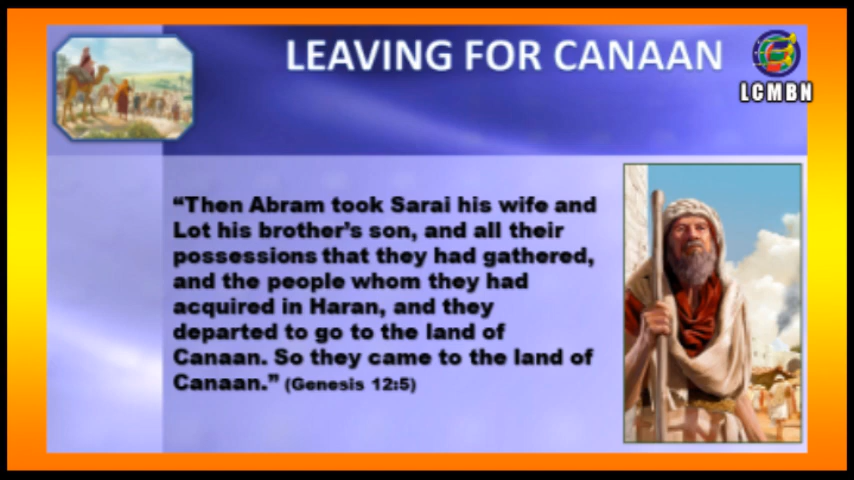 LEAVING FOR CANAAN
LCMBN
“Then Abram took Sarai his wife and
Lot his brother’s son, and all their
possessions that they had gathered,
and the people whom they had
acquired in Haran, and they
departed to go to the land of
Canaan. So they came to the land of
Canaan.” (Genesis 12:5)